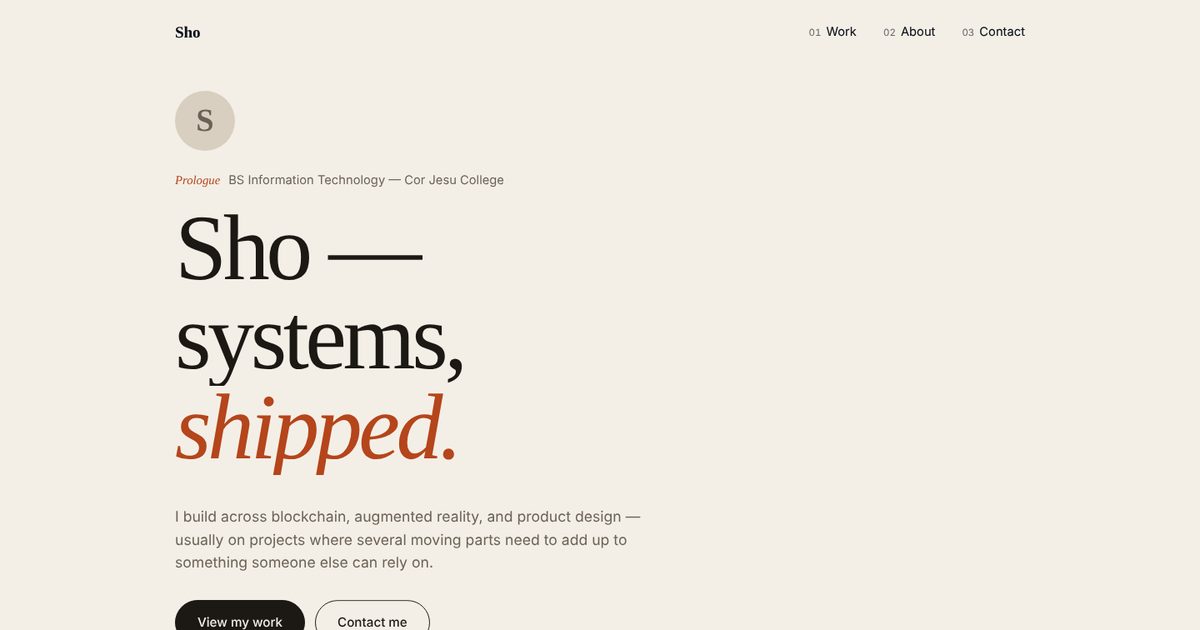 Sho
01 Work 02 About 03 Contact
S
Prologue BS Information Technology — Cor Jesu College
Sho —
systems,
shipped.
I build across blockchain, augmented reality, and product design —
usually on projects where several moving parts need to add up to
something someone else can rely on.
View my work Contact me